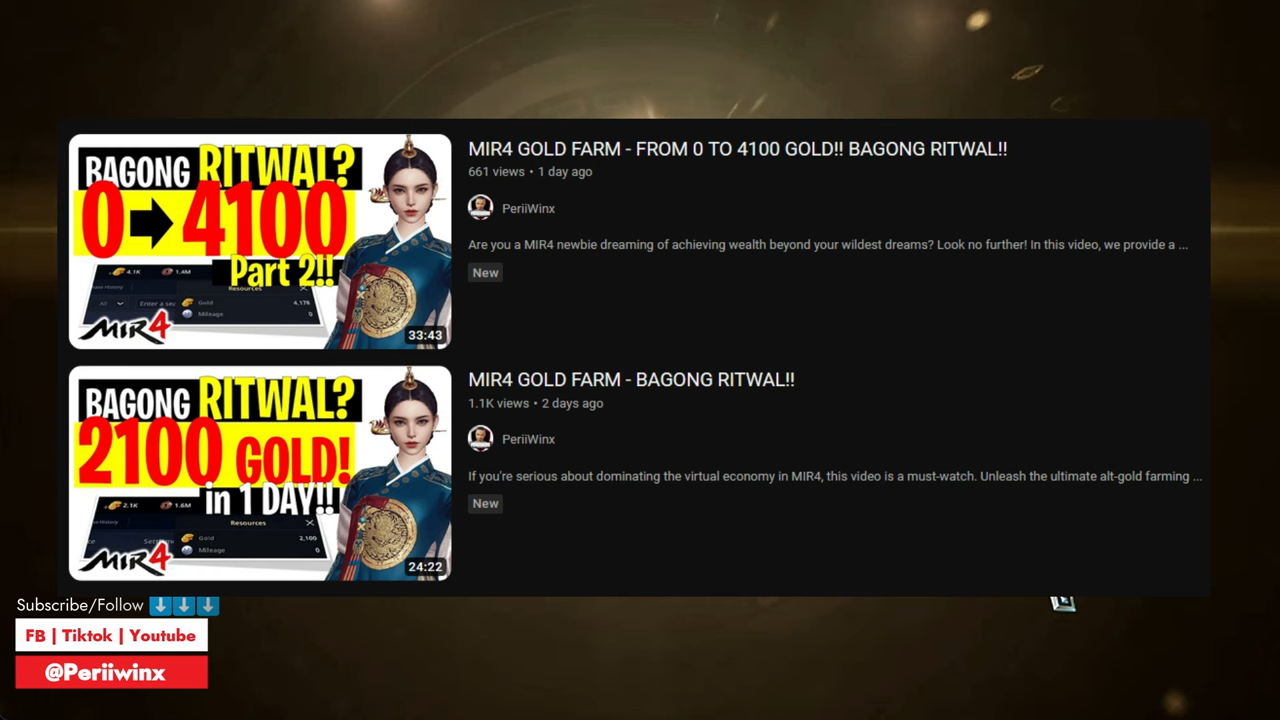 BAGONG RITWAL?
0 4100
Part 2!!
4.1K 1.4M
Resources
All Enter a
Gold 4,176
Mileage 0
MIR4
33:43
MIR4 GOLD FARM - FROM 0 TO 4100 GOLD!! BAGONG RITWAL!!
661 views • 1 day ago
PeriiWinx
Are you a MIR4 newbie dreaming of achieving wealth beyond your wildest dreams? Look no further! In this video, we provide a ...
New
BAGONG RITWAL?
2100 GOLD!
in 1 DAY!!
2.1K 1.6M
Resources
Gold 2,100
Mileage 0
MIR4
24:22
MIR4 GOLD FARM - BAGONG RITWAL!!
1.1K views • 2 days ago
PeriiWinx
If you're serious about dominating the virtual economy in MIR4, this video is a must-watch. Unleash the ultimate alt-gold farming ...
New
Subscribe/Follow
FB | Tiktok | Youtube
@Periiwinx